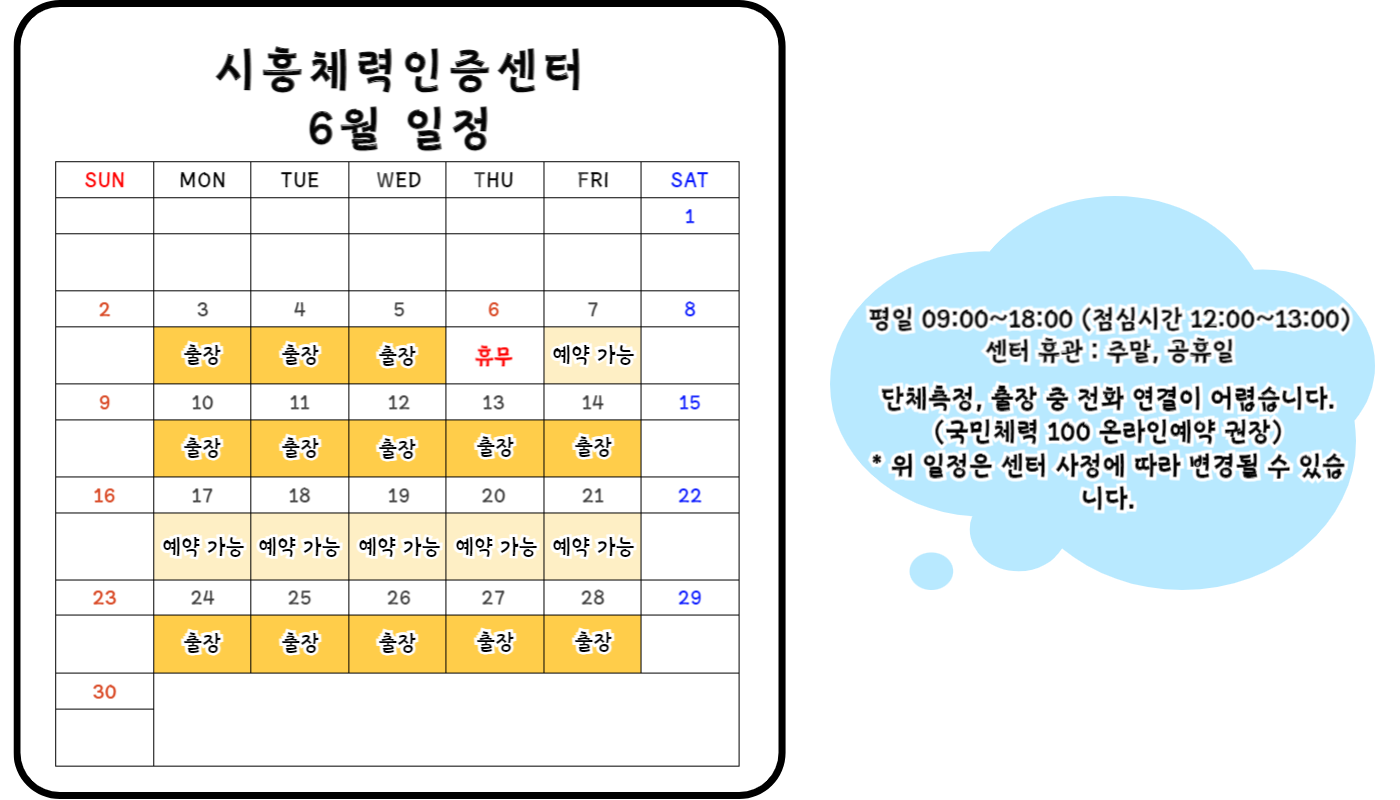 시흥체력인증센터
6월 일정
SUN MON TUE WED THU FRI SAT
1
2 3 4 5 6 7 8
출장 출장 출장 휴무 예약 가능
9 10 11 12 13 14 15
출장 출장 출장 출장 출장
16 17 18 19 20 21 22
예약 가능 예약 가능 예약 가능 예약 가능 예약 가능
23 24 25 26 27 28 29
출장 출장 출장 출장 출장
30
평일 09:00~18:00 (점심시간 12:00~13:00)
센터 휴관 : 주말, 공휴일
단체측정, 출장 중 전화 연결이 어렵습니다.
(국민체력 100 온라인예약 권장)
* 위 일정은 센터 사정에 따라 변경될 수 있습
니다.